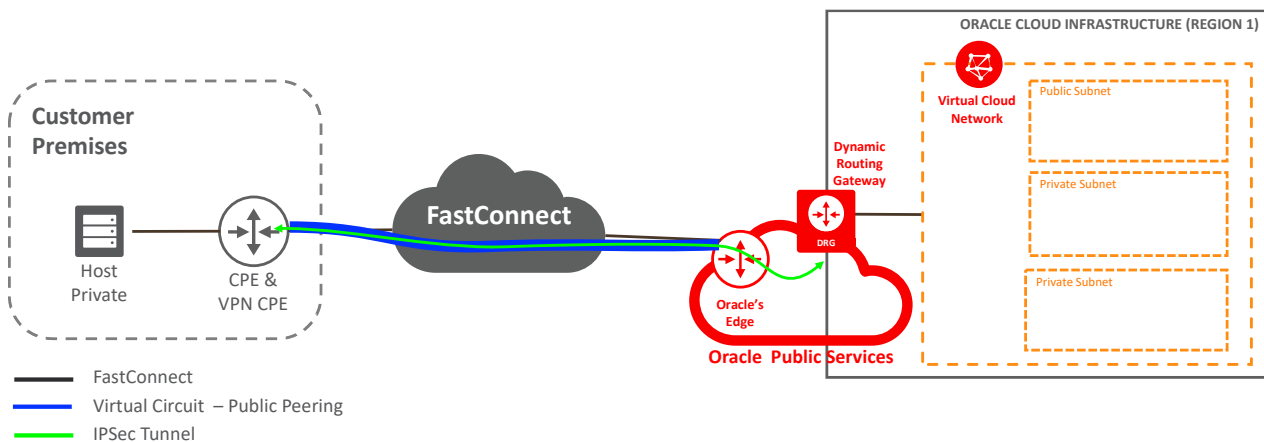 ORACLE CLOUD INFRASTRUCTURE (REGION 1)
Customer
Premises
Host
Private
CPE &
VPN CPE
FastConnect
Oracle's
Edge
Oracle Public Services
Dynamic
Routing
Gateway
DRG
Virtual Cloud
Network
Public Subnet
Private Subnet
Private Subnet
FastConnect
Virtual Circuit – Public Peering
IPSec Tunnel